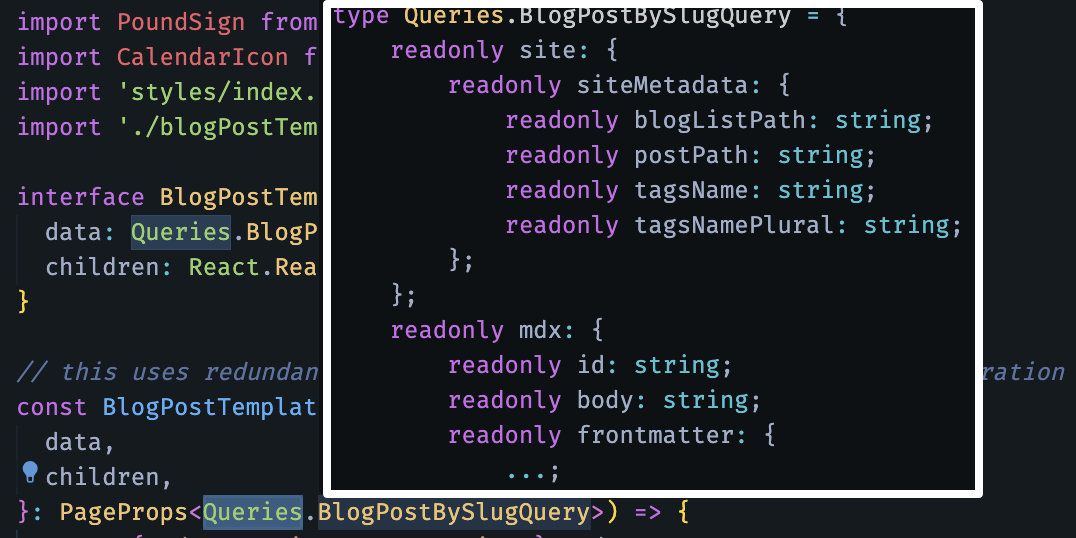 import PoundSign from
import CalendarIcon f
import 'styles/index.
import './blogPostTem
interface BlogPostTem
data: Queries.BlogP
children: React.Rea
}
// this uses redundan
ration
const BlogPostTemplat
data,
children,
}: PageProps<Queries.BlogPostBySlugQuery>) => {
type Queries.BlogPostBySlugQuery = {
readonly site: {
readonly siteMetadata: {
readonly blogListPath: string;
readonly postPath: string;
readonly tagsName: string;
readonly tagsNamePlural: string;
};
};
readonly mdx: {
readonly id: string;
readonly body: string;
readonly frontmatter: {
...;